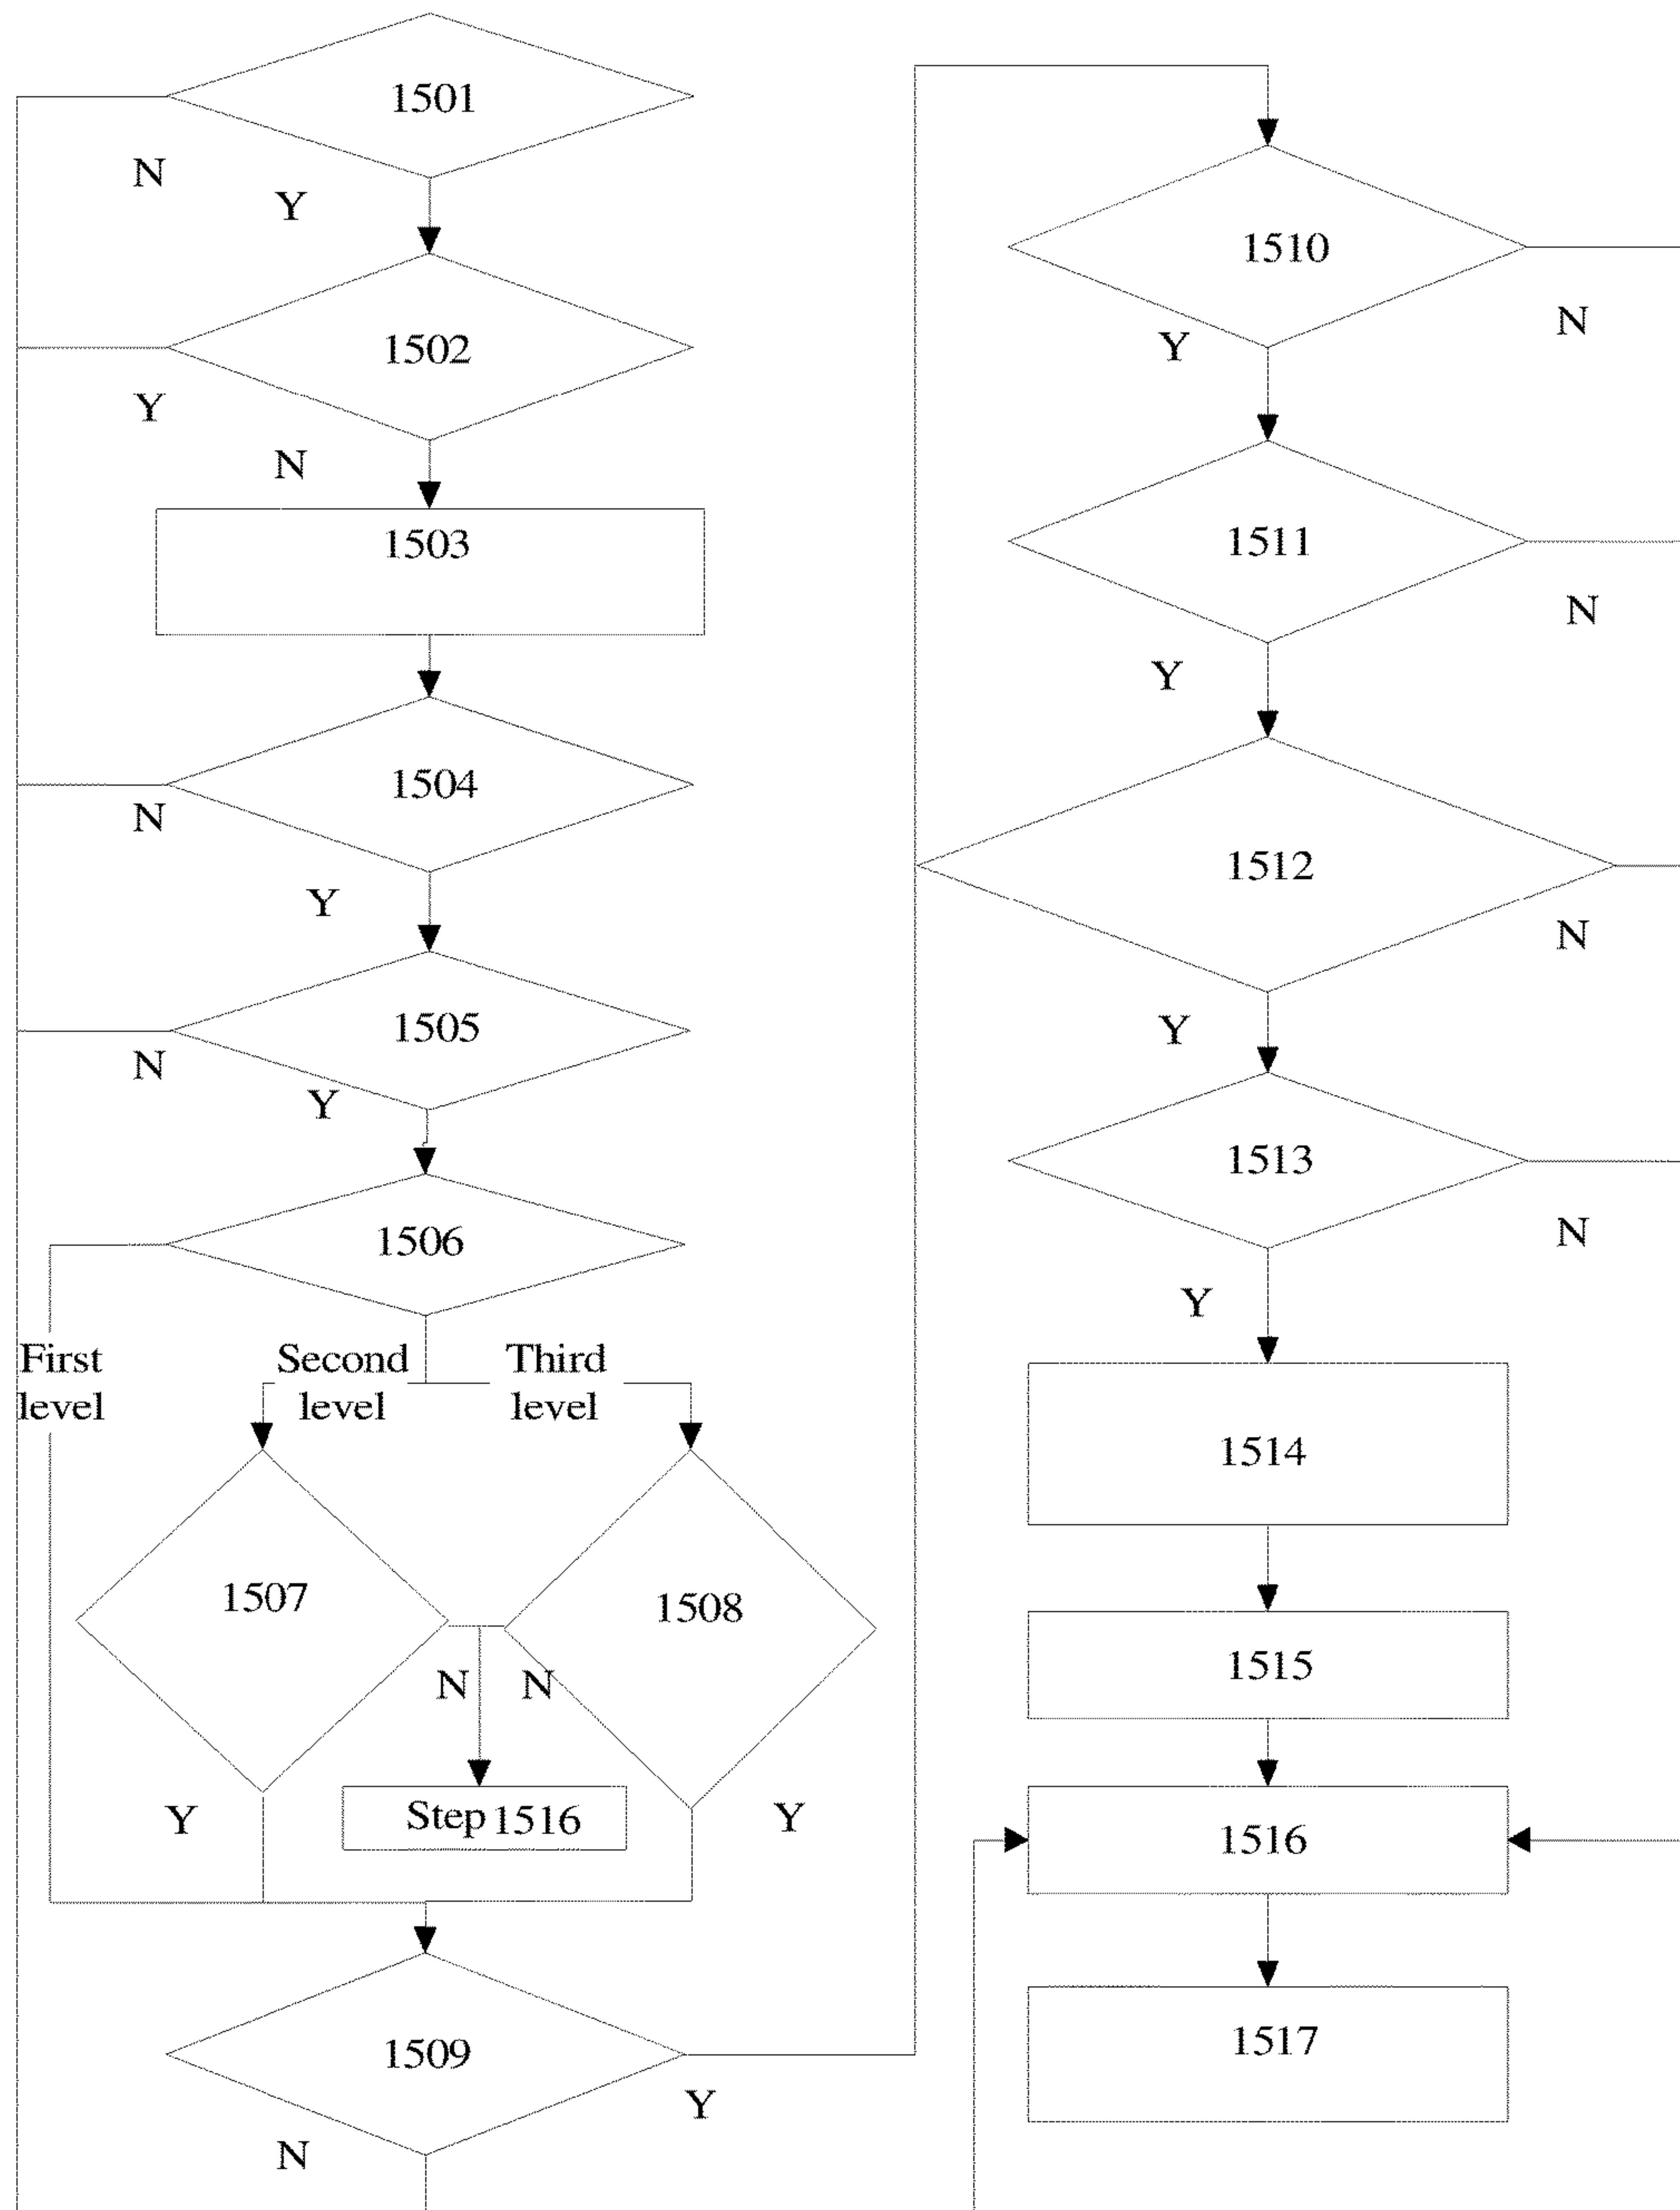 1501
N
Y
1502
Y
N
1503
1504
N
Y
1505
N
Y
1506
First
level
Second
level
Third
level
1507
1508
N
N
Y
Step 1516
Y
1509
Y
N
1510
N
Y
1511
N
Y
1512
N
Y
1513
N
Y
1514
1515
1516
1517